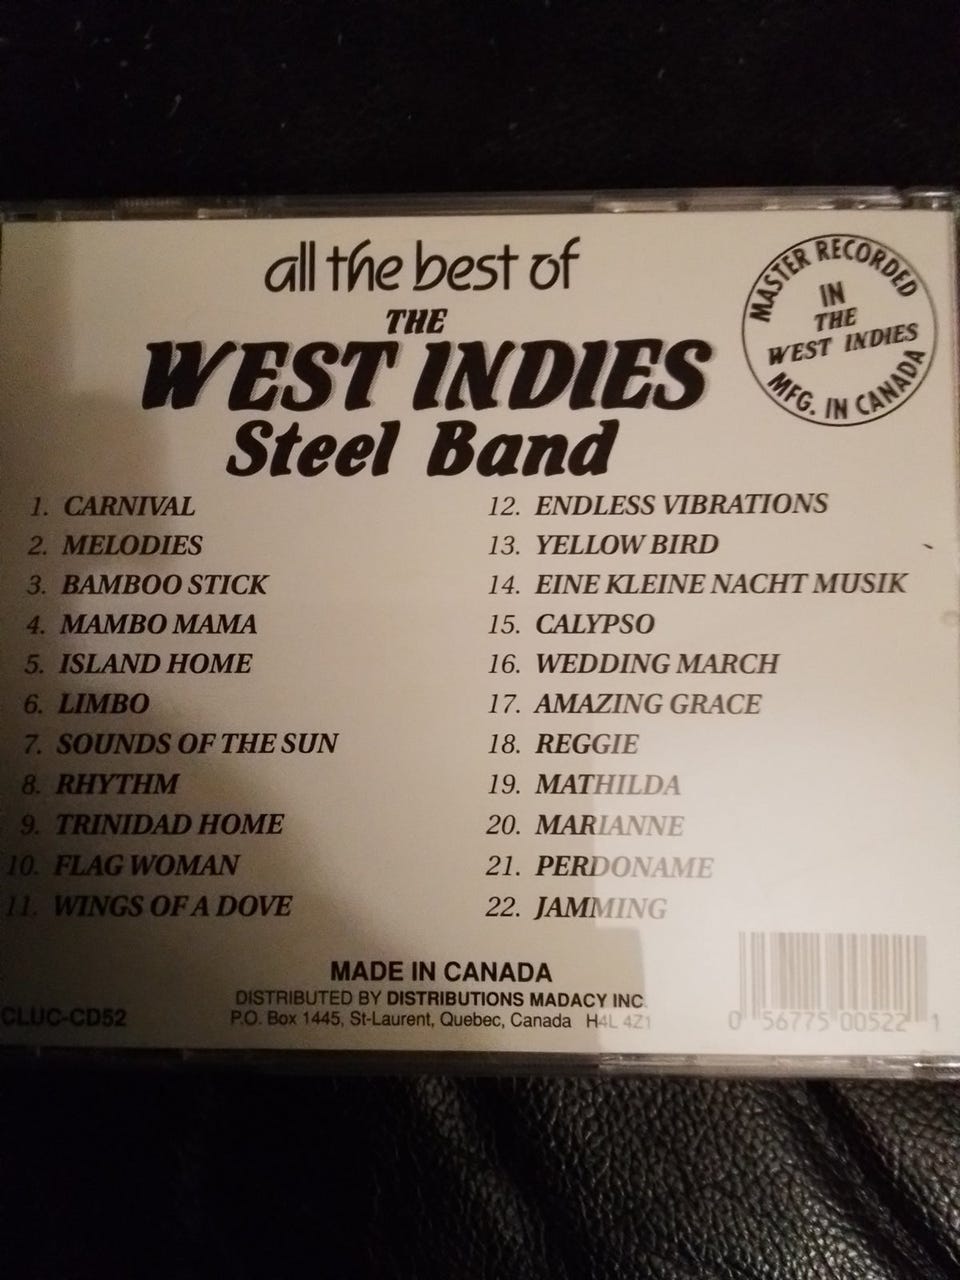 all the best of
THE
WEST INDIES
Steel Band
MASTER RECORDED
IN
THE
WEST INDIES
MFG. IN CANADA
1. CARNIVAL
2. MELODIES
3. BAMBOO STICK
4. MAMBO MAMA
5. ISLAND HOME
6. LIMBO
7. SOUNDS OF THE SUN
8. RHYTHM
9. TRINIDAD HOME
10. FLAG WOMAN
11. WINGS OF A DOVE
12. ENDLESS VIBRATIONS
13. YELLOW BIRD
14. EINE KLEINE NACHT MUSIK
15. CALYPSO
16. WEDDING MARCH
17. AMAZING GRACE
18. REGGIE
19. MATHILDA
20. MARIANNE
21. PERDONAME
22. JAMMING
MADE IN CANADA
DISTRIBUTED BY DISTRIBUTIONS MADACY INC.
P.O. Box 1445, St-Laurent, Quebec, Canada H4L 4Z1
CLUC-CD52
0 56775 00522 1